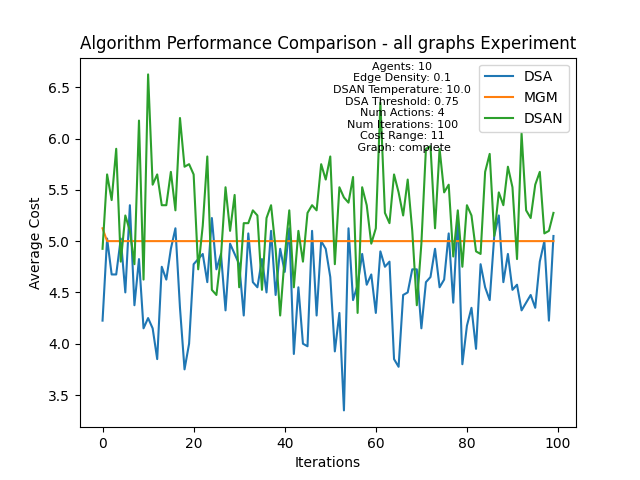 Algorithm Performance Comparison - all graphs Experiment
Agents: 10
Edge Density: 0.1
DSAN Temperature: 10.0
DSA Threshold: 0.75
Num Actions: 4
Num Iterations: 100
Cost Range: 11
Graph: complete
DSA
MGM
DSAN
Average Cost
6.5
6.0
5.5
5.0
4.5
4.0
3.5
0 20 40 60 80 100
Iterations